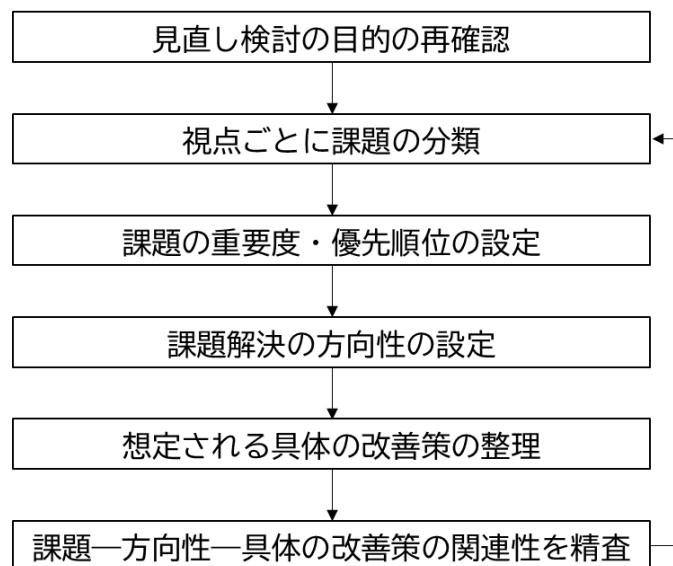 見直し検討の目的の再確認
視点ごとに課題の分類
課題の重要度・優先順位の設定
課題解決の方向性の設定
想定される具体の改善策の整理
課題―方向性―具体の改善策の関連性を精査